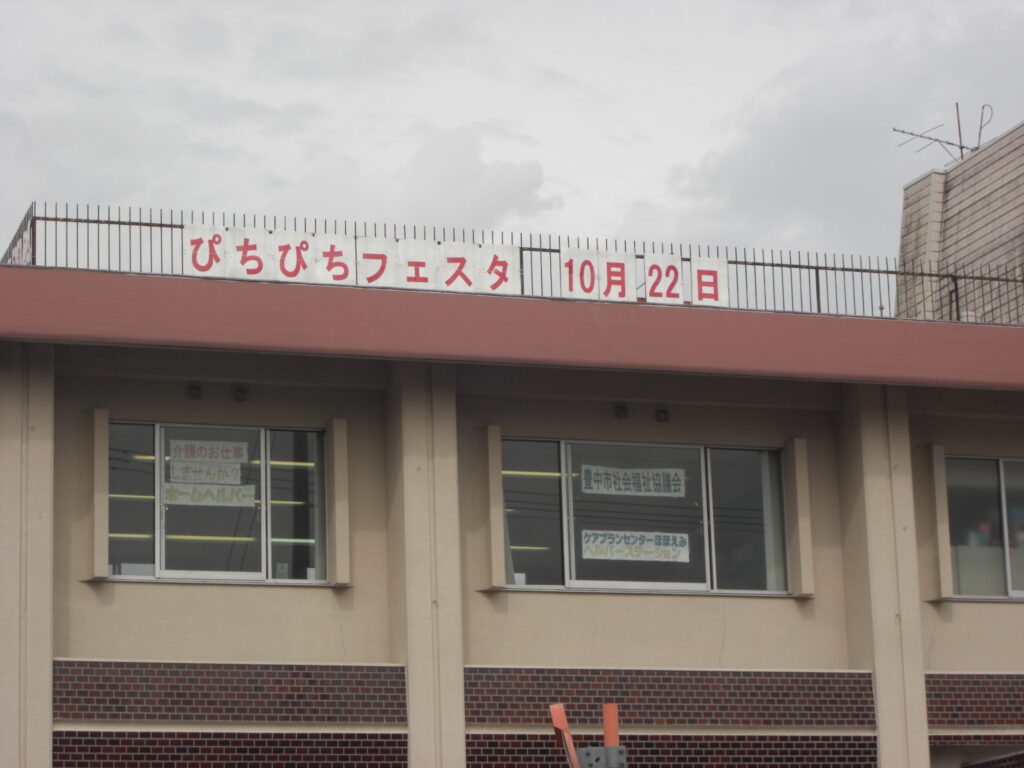 ぴちぴちフェスタ 10月22日
介護のお仕事
しませんか?
ホームヘルパー
豊中市社会福祉協議会
ケアプランセンターほほえみ
ヘルパーステーション